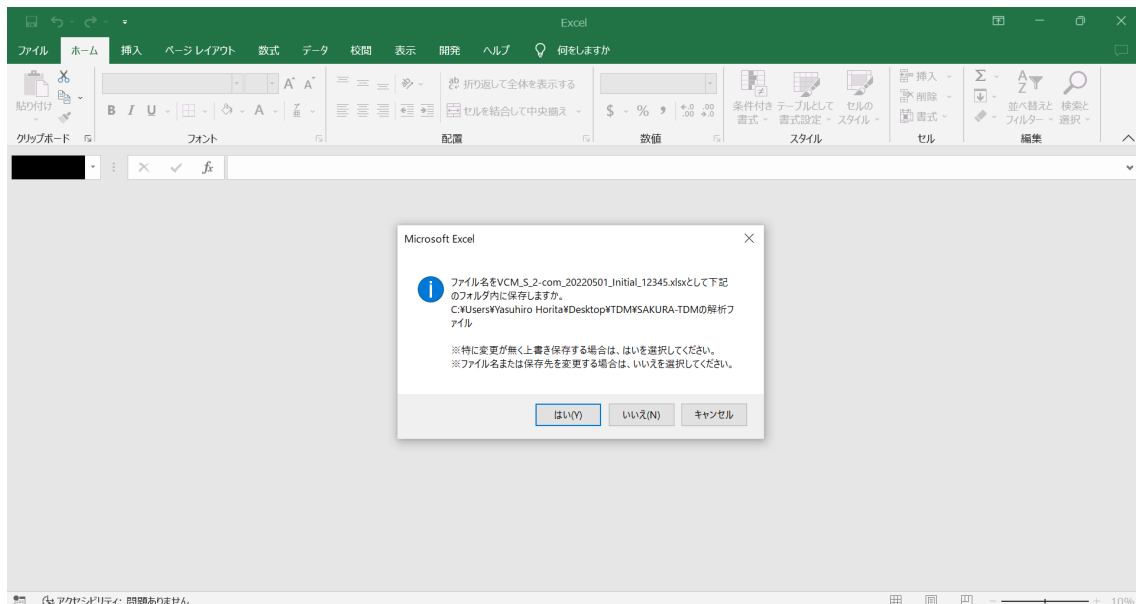 Excel
ファイル ホーム 挿入 ページ レイアウト 数式 データ 校閲 表示 開発 ヘルプ 何をしますか
貼り付け
B I U A A A
折り返して全体を表示する
セルを結合して中央揃え
$ % , .00 .00
条件付き書式 テーブルとして書式設定 セルのスタイル
挿入
削除
書式
Σ
並べ替えとフィルター 検索と選択
クリップボード フォント 配置 数値 スタイル セル 編集
fx
Microsoft Excel
ファイル名をVCM_S_2-com_20220501_Initial_12345.xlsxとして下記
のフォルダ内に保存しますか。
C:¥Users¥Yasuhiro Horita¥Desktop¥TDM¥SAKURA-TDMの解析フ
ァイル
※特に変更が無く上書き保存する場合は、はいを選択してください。
※ファイル名または保存先を変更する場合は、いいえを選択してください。
はい(Y) いいえ(N) キャンセル
アクセシビリティ: 問題ありません
10%